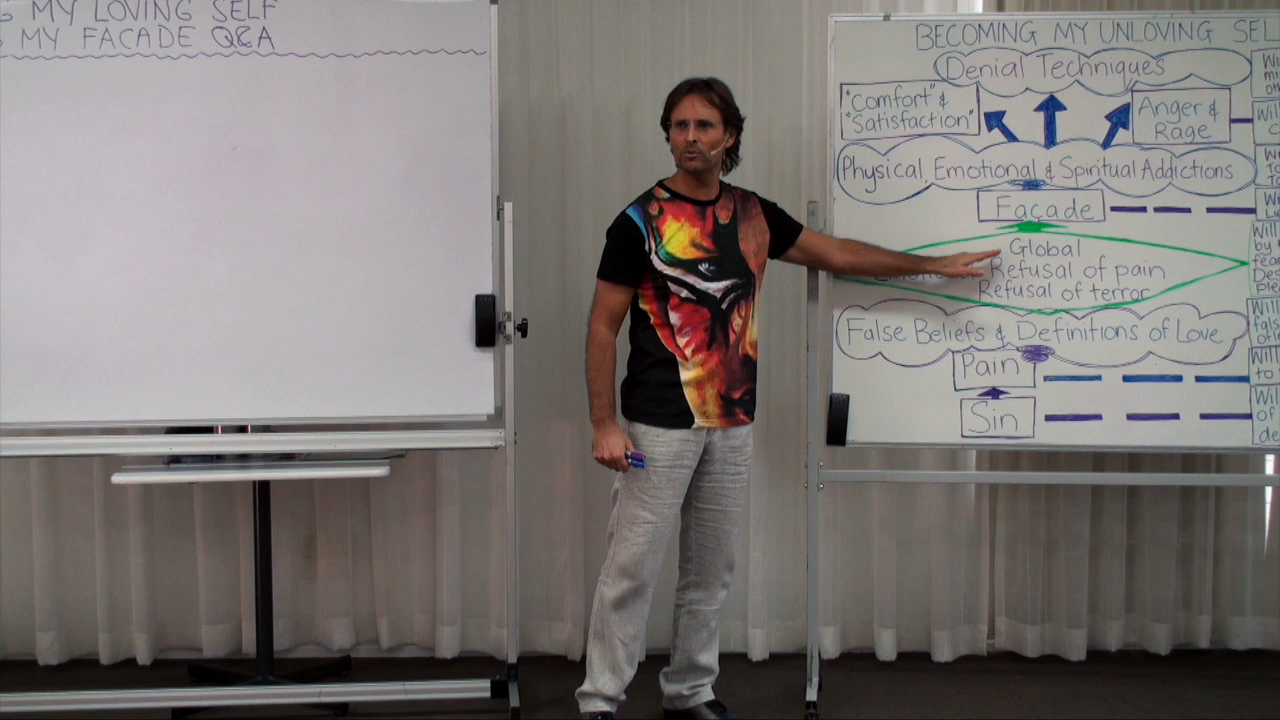 MY LOVING SELF
MY FACADE Q&A
BECOMING MY UNLOVING SEL
Denial Techniques
"Comfort" &
"Satisfaction"
Anger &
Rage
Physical, Emotional & Spiritual Addictions
Façade
Global
Refusal of pain
Refusal of terror
False Beliefs & Definitions of Love
Pain
Sin